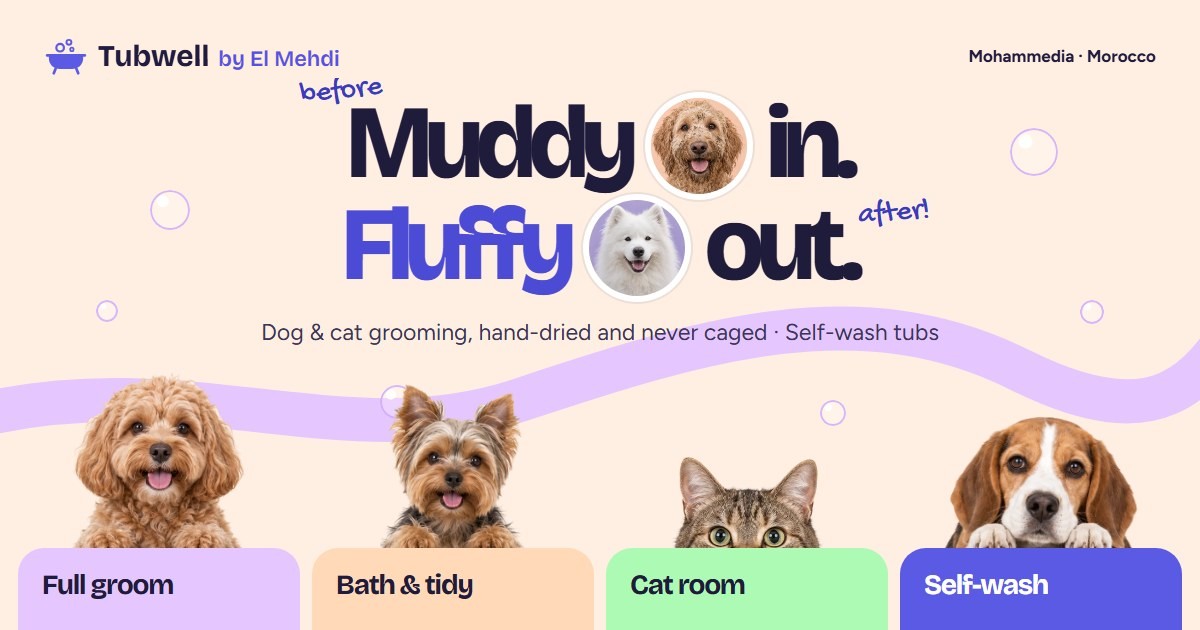 Tubwell by El Mehdi
Mohammedia · Morocco
before
Muddy in.
Fluffy out.
after!
Dog & cat grooming, hand-dried and never caged · Self-wash tubs
Full groom
Bath & tidy
Cat room
Self-wash